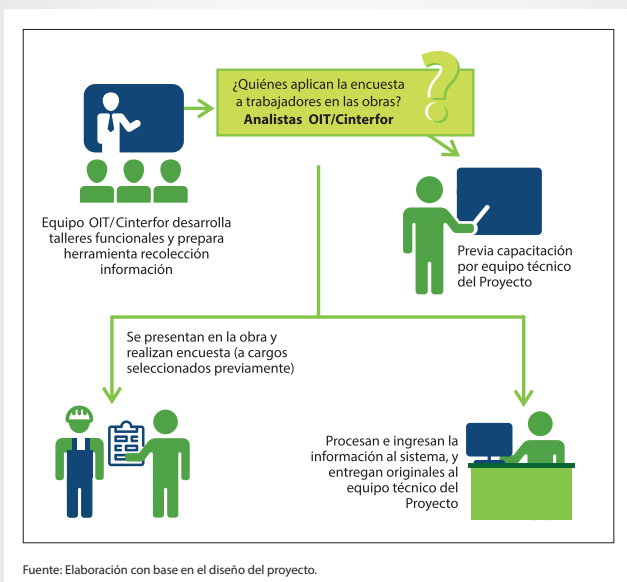 ¿Quiénes aplican la encuesta
a trabajadores en las obras?
Analistas OIT/Cinterfor
?
Equipo OIT/Cinterfor desarrolla
talleres funcionales y prepara
herramienta recolección
información
Previa capacitación
por equipo técnico
del Proyecto
Se presentan en la obra y
realizan encuesta (a cargos
seleccionados previamente)
Procesan e ingresan la
información al sistema, y
entregan originales al
equipo técnico del
Proyecto
Fuente: Elaboración con base en el diseño del proyecto.